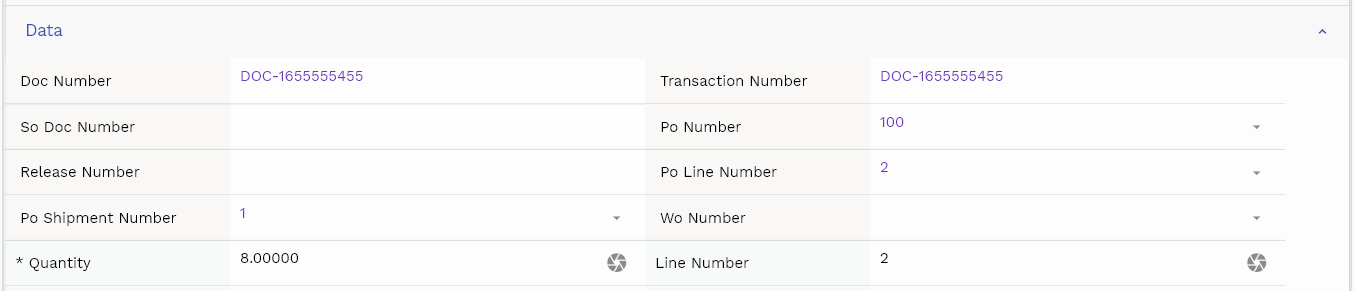 Data
Doc Number DOC-1655555455 Transaction Number DOC-1655555455
So Doc Number Po Number 100
Release Number Po Line Number 2
Po Shipment Number 1 Wo Number
* Quantity 8.00000 Line Number 2